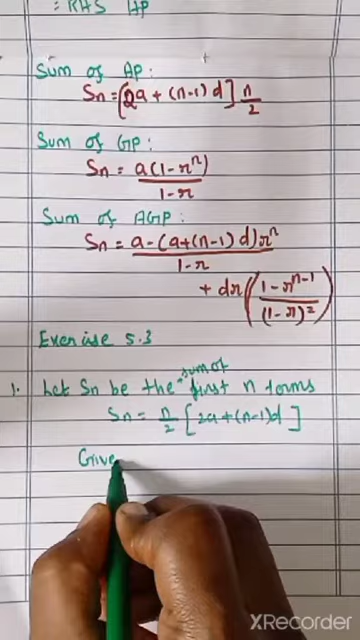 = RHS AP
Sum of AP:
Sn = [2a + (n-1) d] n/2
Sum of GP:
Sn = a(1-r^n)/1-r
Sum of AGP:
Sn = a-(a+(n-1) d)r^n/1-r
+ dr (1-r^n-1/(1-r)^2)
Exercise 5.3
1. Let Sn be the sum of first n terms
Sn = n/2 [2a+(n-1)d]
Give
XRecorder